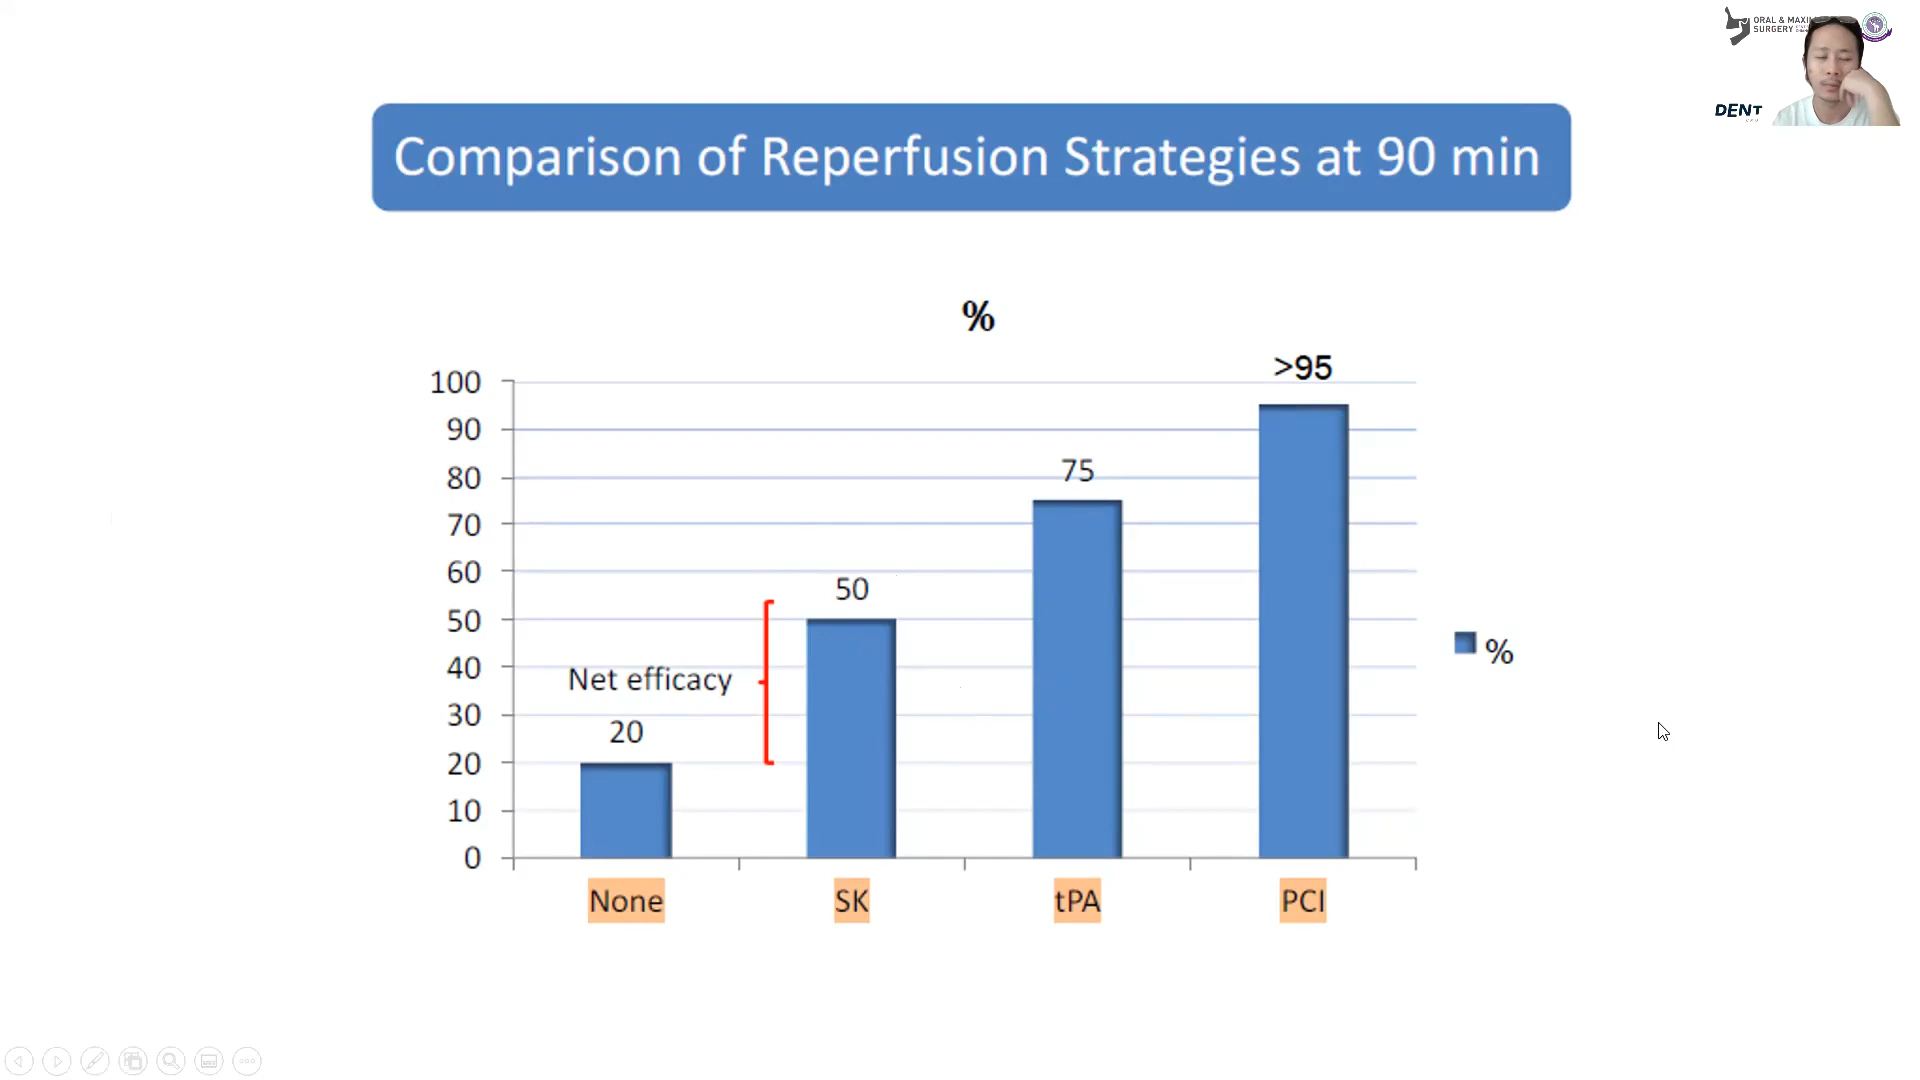 ORAL & MAXI
SURGERY
DENT
Comparison of Reperfusion Strategies at 90 min
%
>95
100
90
75
80
70
60
50
50
Net efficacy
40
%
30
20
20
10
0
None
SK
tPA
PCI